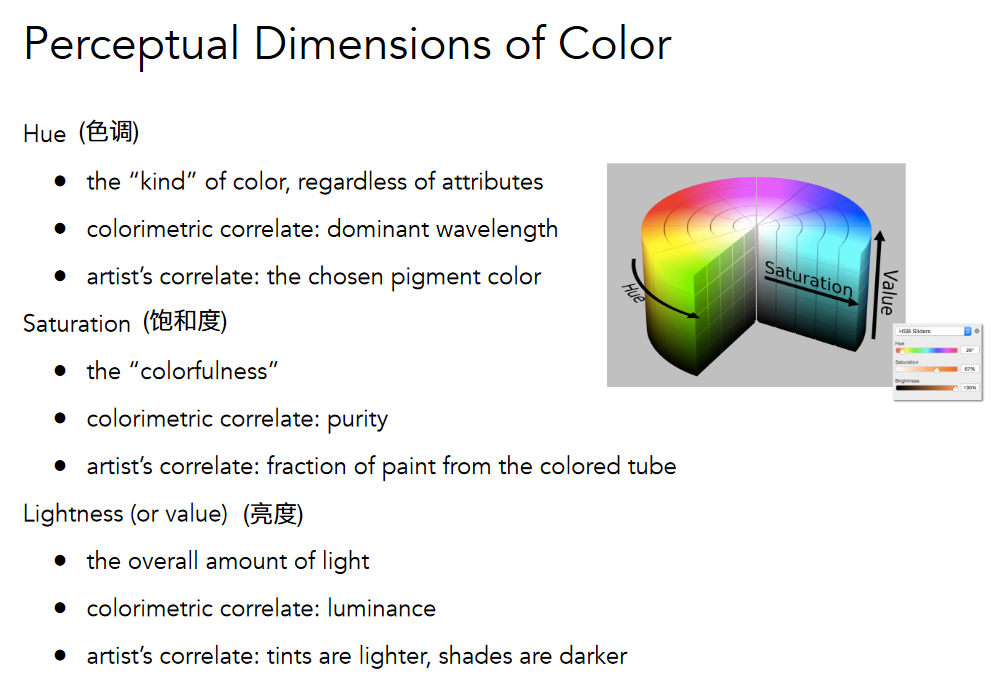 Perceptual Dimensions of Color
Hue (色调)
● the “kind” of color, regardless of attributes
● colorimetric correlate: dominant wavelength
● artist’s correlate: the chosen pigment color
Saturation (饱和度)
● the “colorfulness”
● colorimetric correlate: purity
● artist’s correlate: fraction of paint from the colored tube
Lightness (or value) (亮度)
● the overall amount of light
● colorimetric correlate: luminance
● artist’s correlate: tints are lighter, shades are darker
Hue
Saturation
Value
HSB Sliders
Hue
26°
Saturation
67%
Brightness
100%